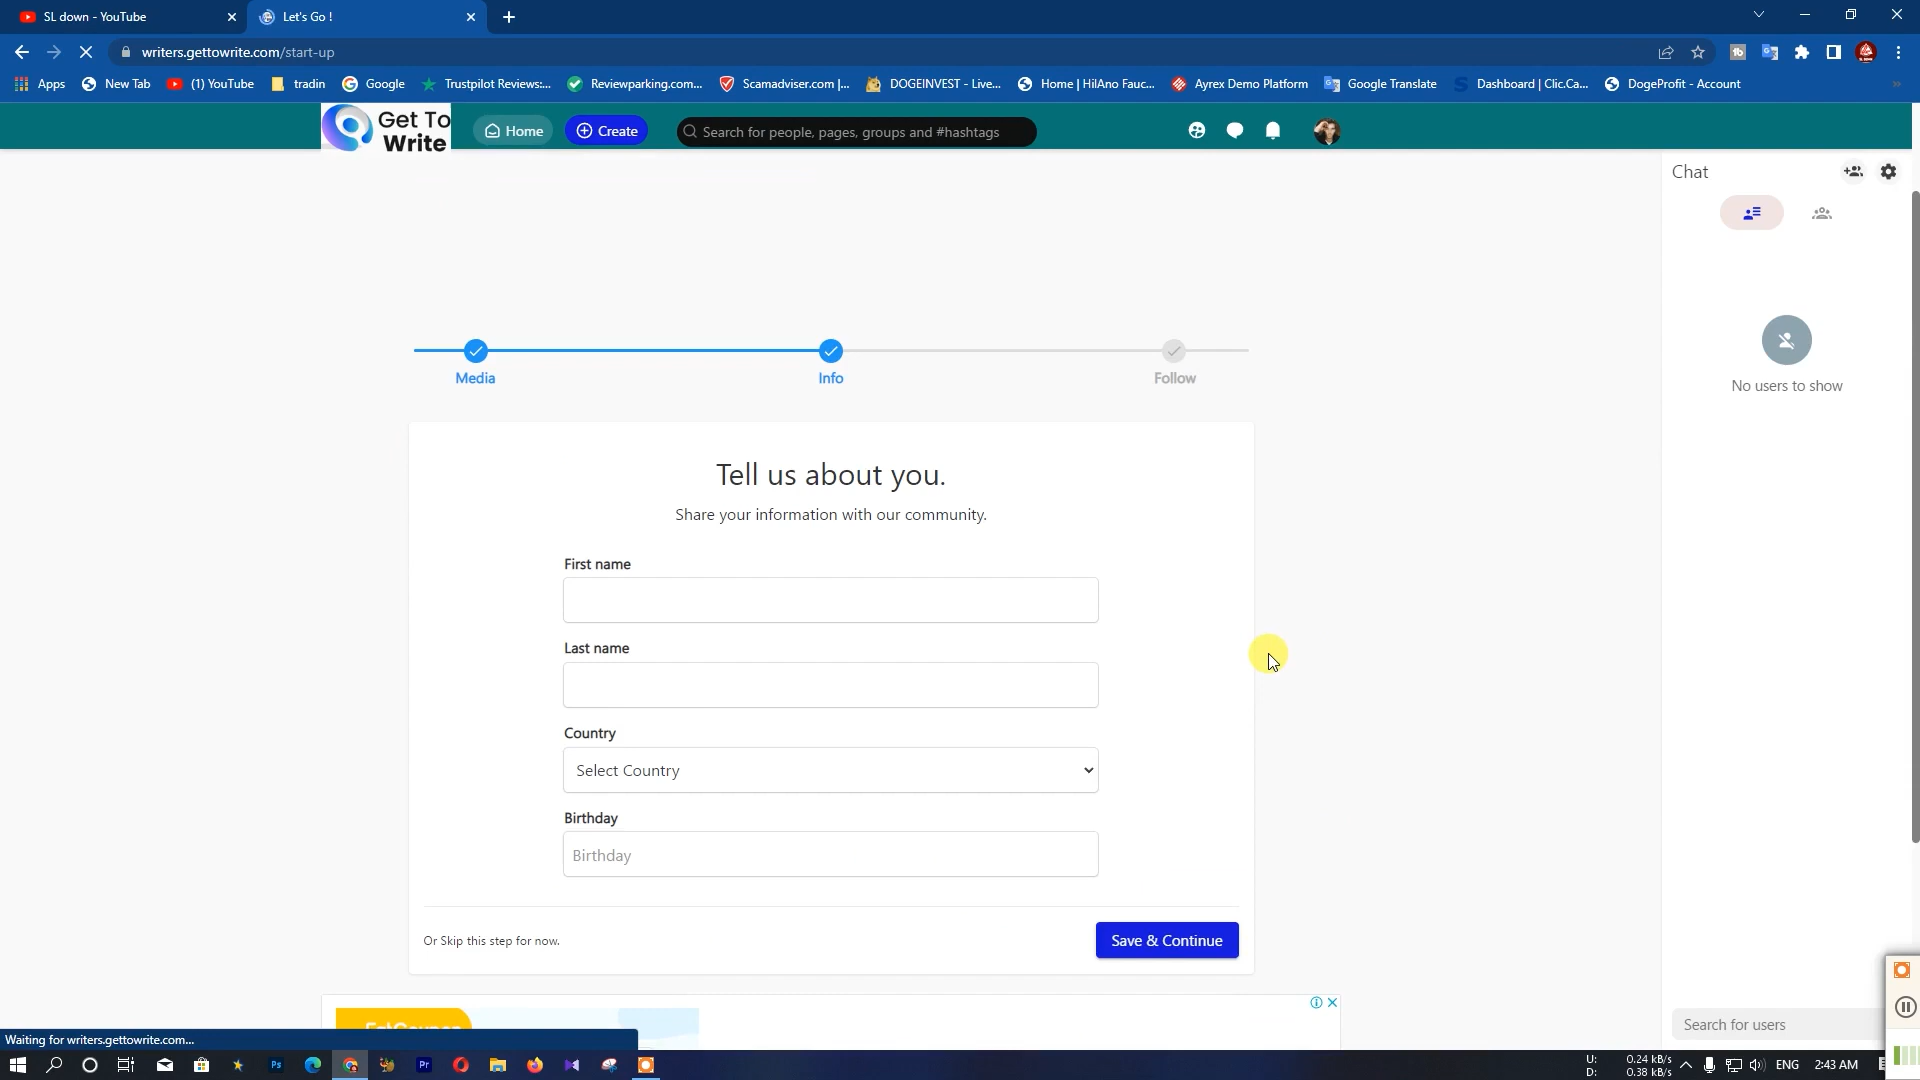 SL down - YouTube
Let's Go !
writers.gettowrite.com/start-up
Apps
New Tab
(1) YouTube
tradin
Google
Trustpilot Reviews:...
Reviewparking.com...
Scamadviser.com |...
DOGEINVEST - Live...
Home | HilAno Fauc...
Ayrex Demo Platform
Google Translate
Dashboard | Clic.Ca...
DogeProfit - Account
Get To
Write
Home
Create
Search for people, pages, groups and #hashtags
Chat
Media
Info
Follow
No users to show
Tell us about you.
Share your information with our community.
First name
Last name
Country
Select Country
Birthday
Birthday
Or Skip this step for now.
Save & Continue
Search for users
Waiting for writers.gettowrite.com...
Ps
Pr
U: 0.24 kB/s
D: 0.38 kB/s
ENG
2:43 AM